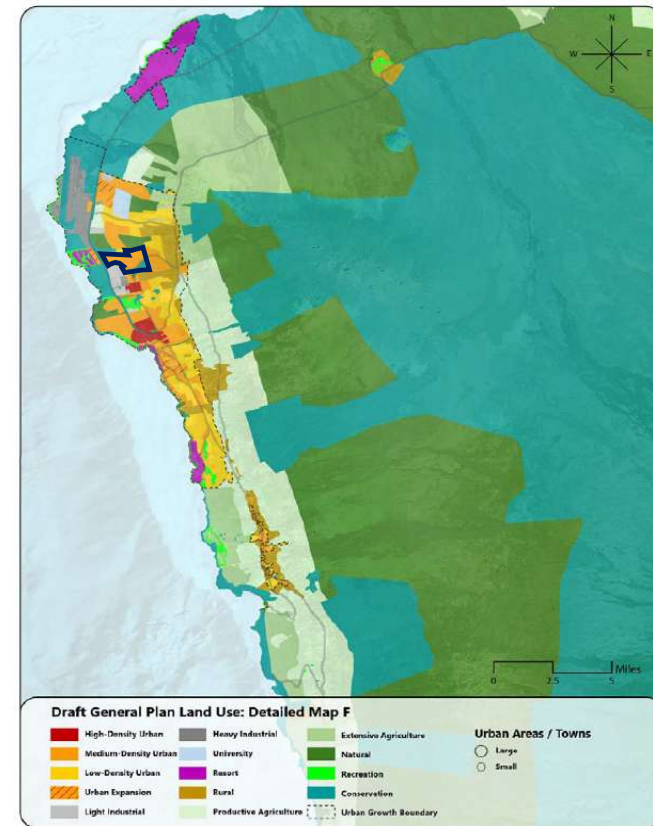 N
W E
S
0 2.5 5 Miles
Draft General Plan Land Use: Detailed Map F
High-Density Urban
Medium-Density Urban
Low-Density Urban
Urban Expansion
Light Industrial
Heavy Industrial
University
Resort
Rural
Productive Agriculture
Extensive Agriculture
Natural
Recreation
Conservation
Urban Growth Boundary
Urban Areas / Towns
Large
Small